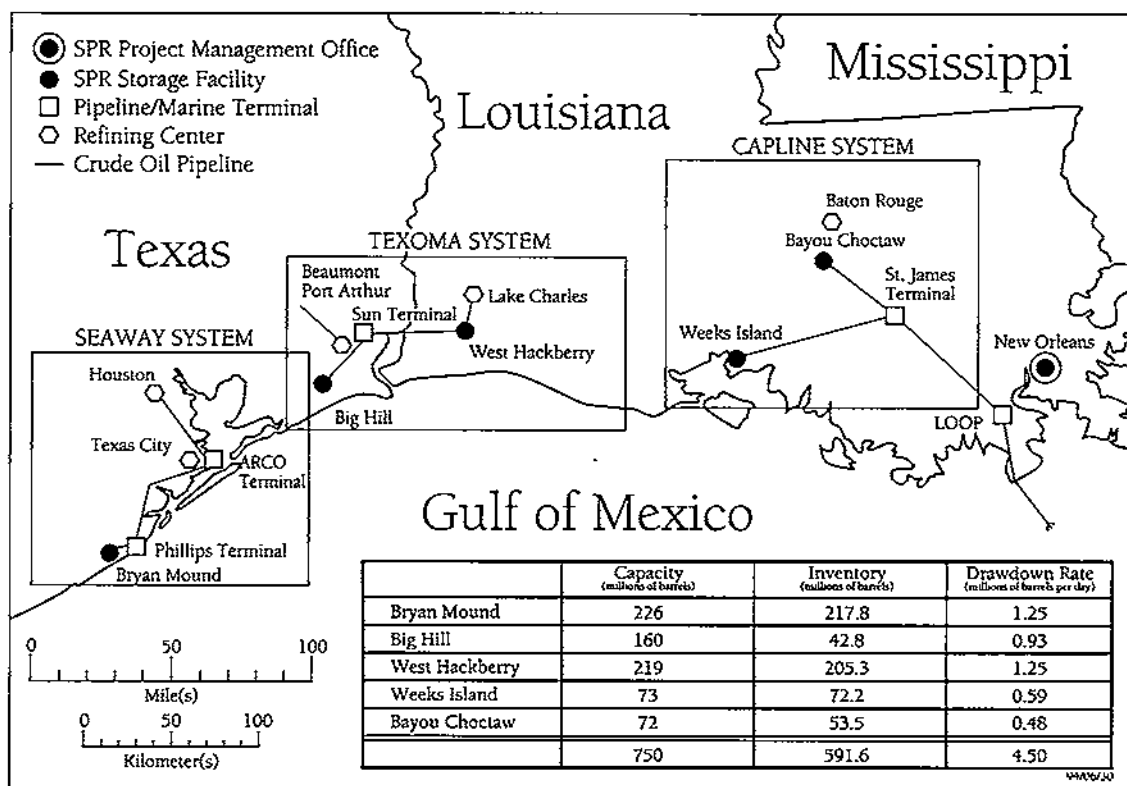 SPR Project Management Office
SPR Storage Facility
Pipeline/Marine Terminal
Refining Center
Crude Oil Pipeline
Mississippi
Louisiana
Texas
CAPLINE SYSTEM
Baton Rouge
Bayou Choctaw
St. James
Terminal
Weeks Island
New Orleans
LOOP
TEXOMA SYSTEM
Beaumont
Port Arthur
Sun Terminal
Lake Charles
West Hackberry
Big Hill
SEAWAY SYSTEM
Houston
Texas City
ARCO
Terminal
Phillips Terminal
Bryan Mound
Gulf of Mexico
0 50 100
Mile(s)
0 50 100
Kilometer(s)
Capacity Inventory Drawdown Rate
(millions of barrels) (millions of barrels) (millions of barrels per day)
Bryan Mound 226 217.8 1.25
Big Hill 160 42.8 0.93
West Hackberry 219 205.3 1.25
Weeks Island 73 72.2 0.59
Bayou Choctaw 72 53.5 0.48
750 591.6 4.50